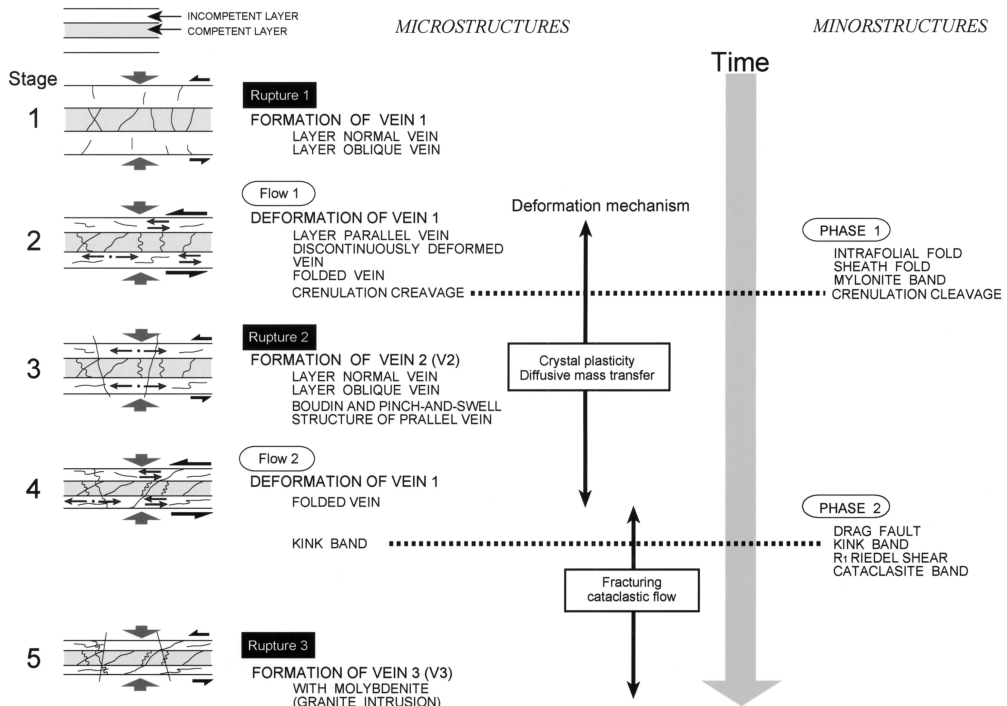 INCOMPETENT LAYER
COMPETENT LAYER
MICROSTRUCTURES
MINORSTRUCTURES
Time
Stage
1
Rupture 1
FORMATION OF VEIN 1
LAYER NORMAL VEIN
LAYER OBLIQUE VEIN
2
Flow 1
DEFORMATION OF VEIN 1
LAYER PARALLEL VEIN
DISCONTINUOUSLY DEFORMED
VEIN
FOLDED VEIN
CRENULATION CREAVAGE
Deformation mechanism
PHASE 1
INTRAFOLIAL FOLD
SHEATH FOLD
MYLONITE BAND
CRENULATION CLEAVAGE
3
Rupture 2
FORMATION OF VEIN 2 (V2)
LAYER NORMAL VEIN
LAYER OBLIQUE VEIN
BOUDIN AND PINCH-AND-SWELL
STRUCTURE OF PRALLEL VEIN
Crystal plasticity
Diffusive mass transfer
4
Flow 2
DEFORMATION OF VEIN 1
FOLDED VEIN
KINK BAND
PHASE 2
DRAG FAULT
KINK BAND
R1 RIEDEL SHEAR
CATACLASITE BAND
Fracturing
cataclastic flow
5
Rupture 3
FORMATION OF VEIN 3 (V3)
WITH MOLYBDENITE
(GRANITE INTRUSION)